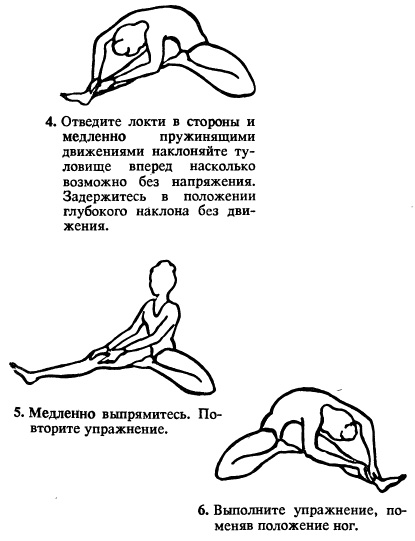 4. Отведите локти в стороны и
медленно пружинящими
движениями наклоняйте ту-
ловище вперед насколько
возможно без напряжения.
Задержитесь в положении
глубокого наклона без дви-
жения.
5. Медленно выпрямитесь. По-
вторите упражнение.
6. Выполните упражнение, по-
меняв положение ног.